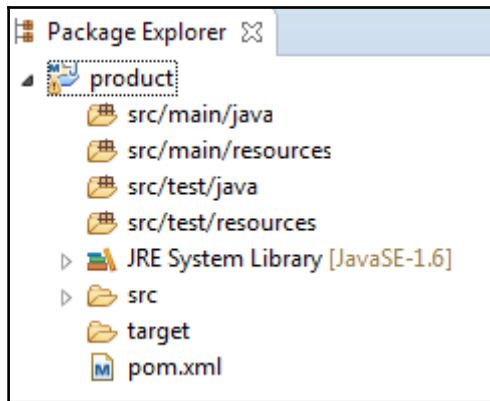 Package Explorer
product
src/main/java
src/main/resources
src/test/java
src/test/resources
JRE System Library [JavaSE-1.6]
src
target
pom.xml